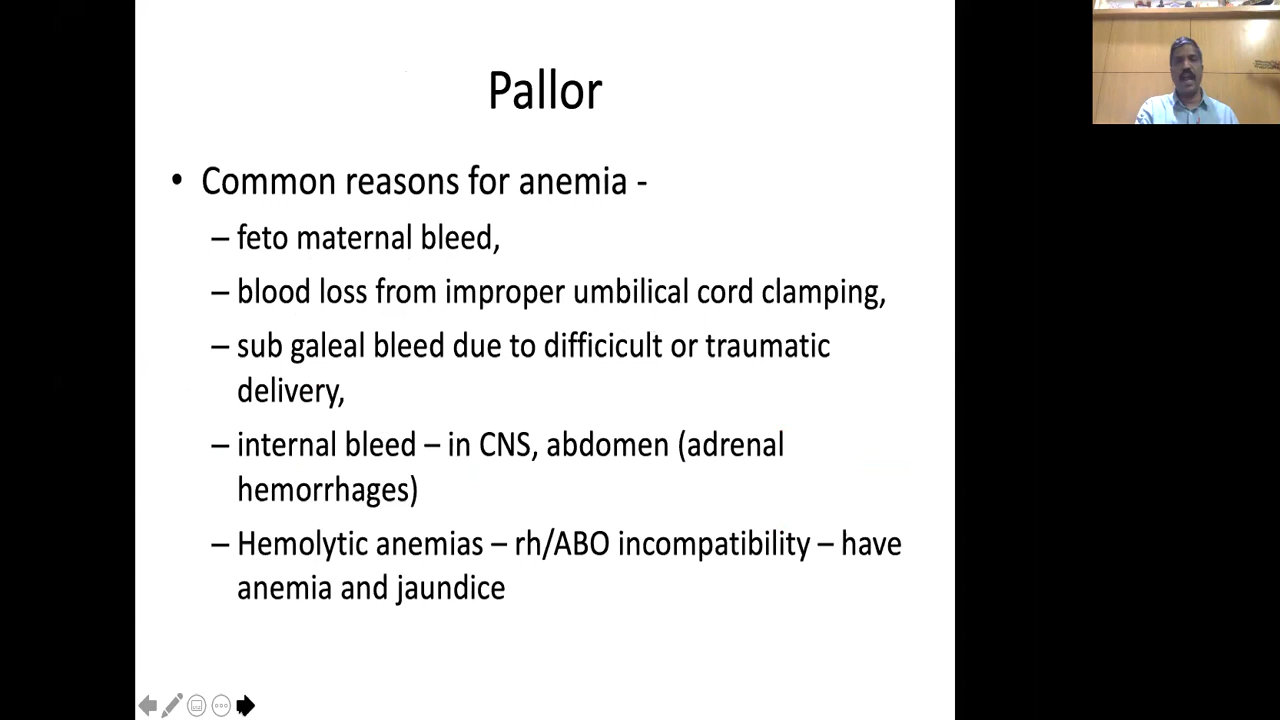 Pallor
• Common reasons for anemia -
– feto maternal bleed,
– blood loss from improper umbilical cord clamping,
– sub galeal bleed due to difficicult or traumatic
delivery,
– internal bleed – in CNS, abdomen (adrenal
hemorrhages)
– Hemolytic anemias – rh/ABO incompatibility – have
anemia and jaundice